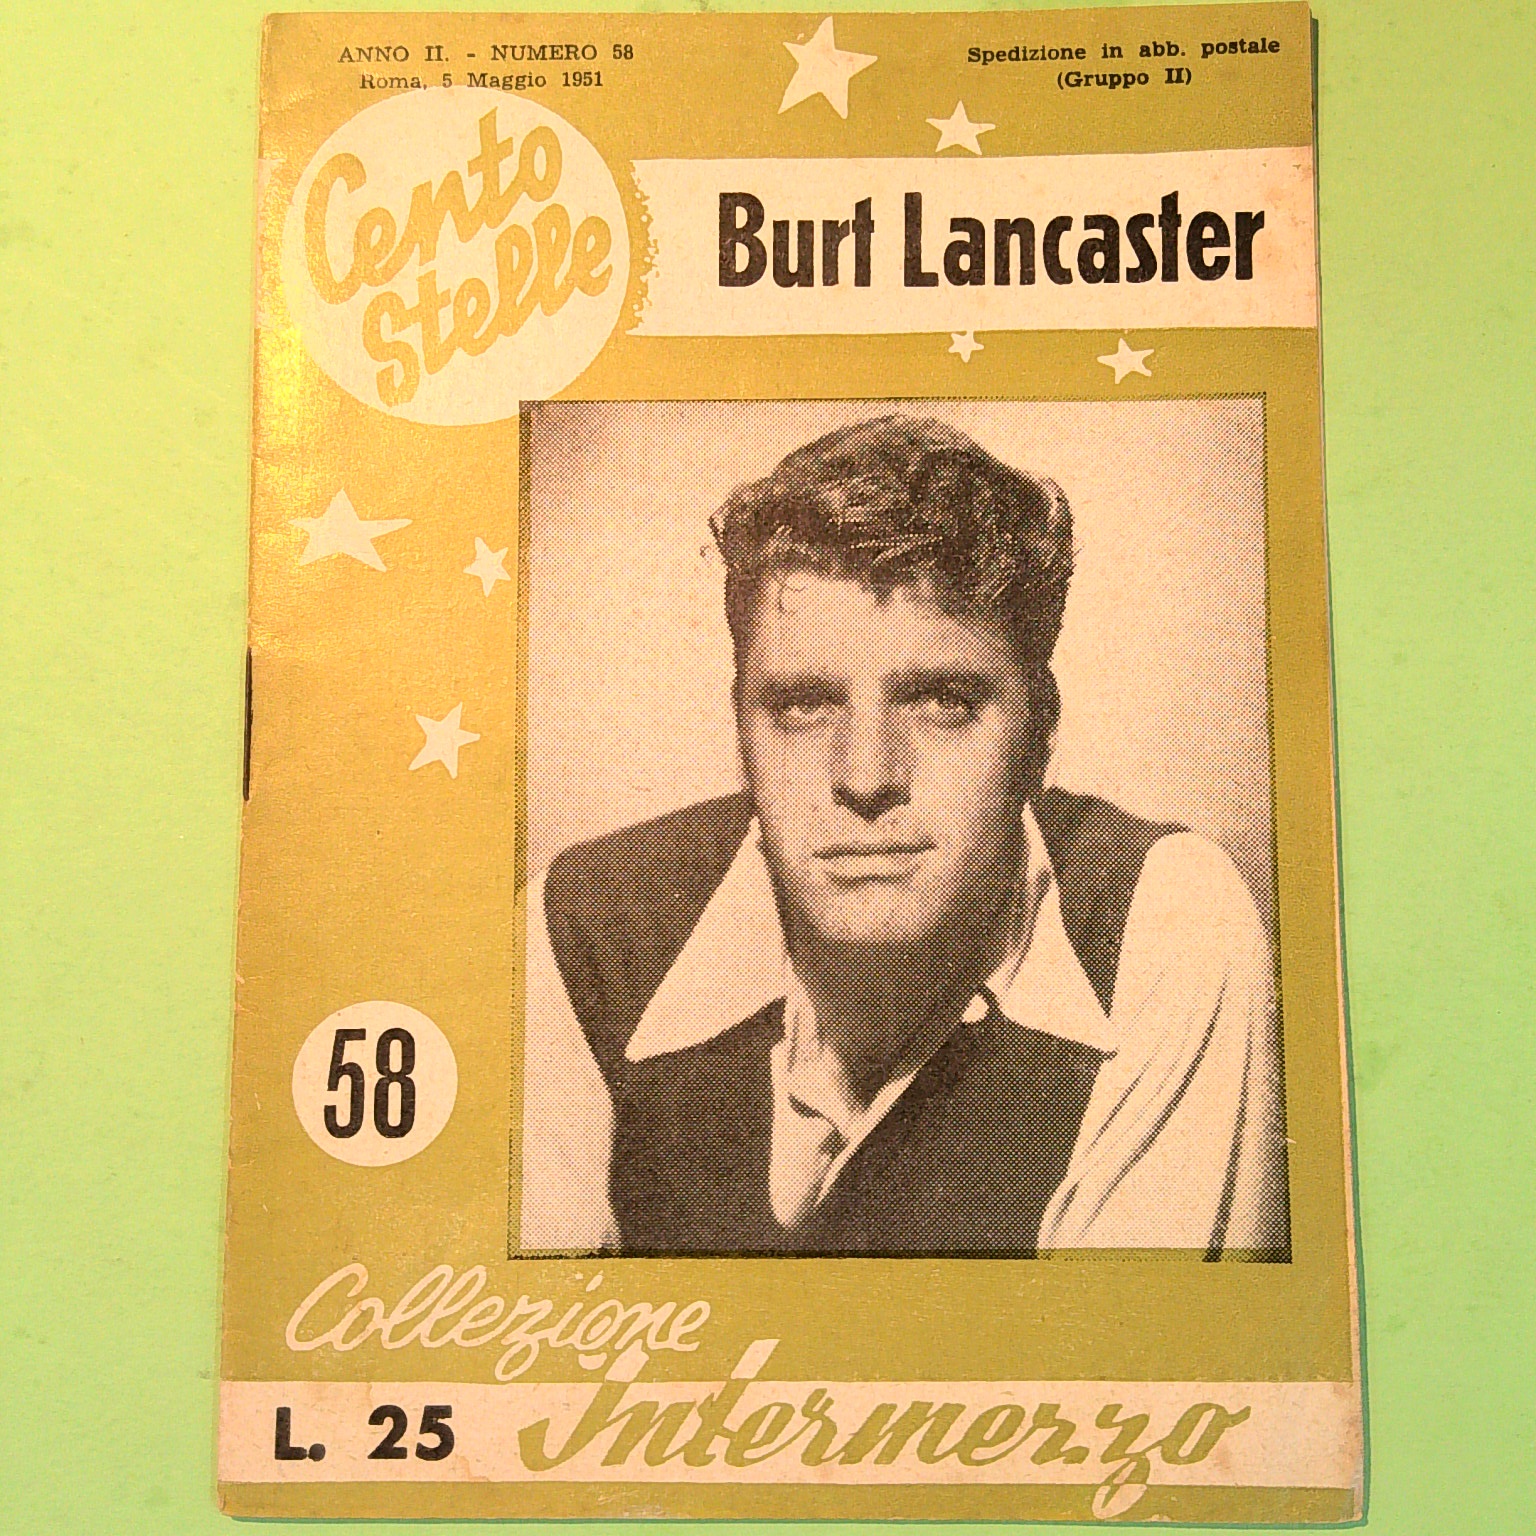 ANNO II. - NUMERO 58
Roma, 5 Maggio 1951
Spedizione in abb. postale
(Gruppo II)
Cento
Stelle
Burt Lancaster
58
Collezione
Intermezzo
L. 25